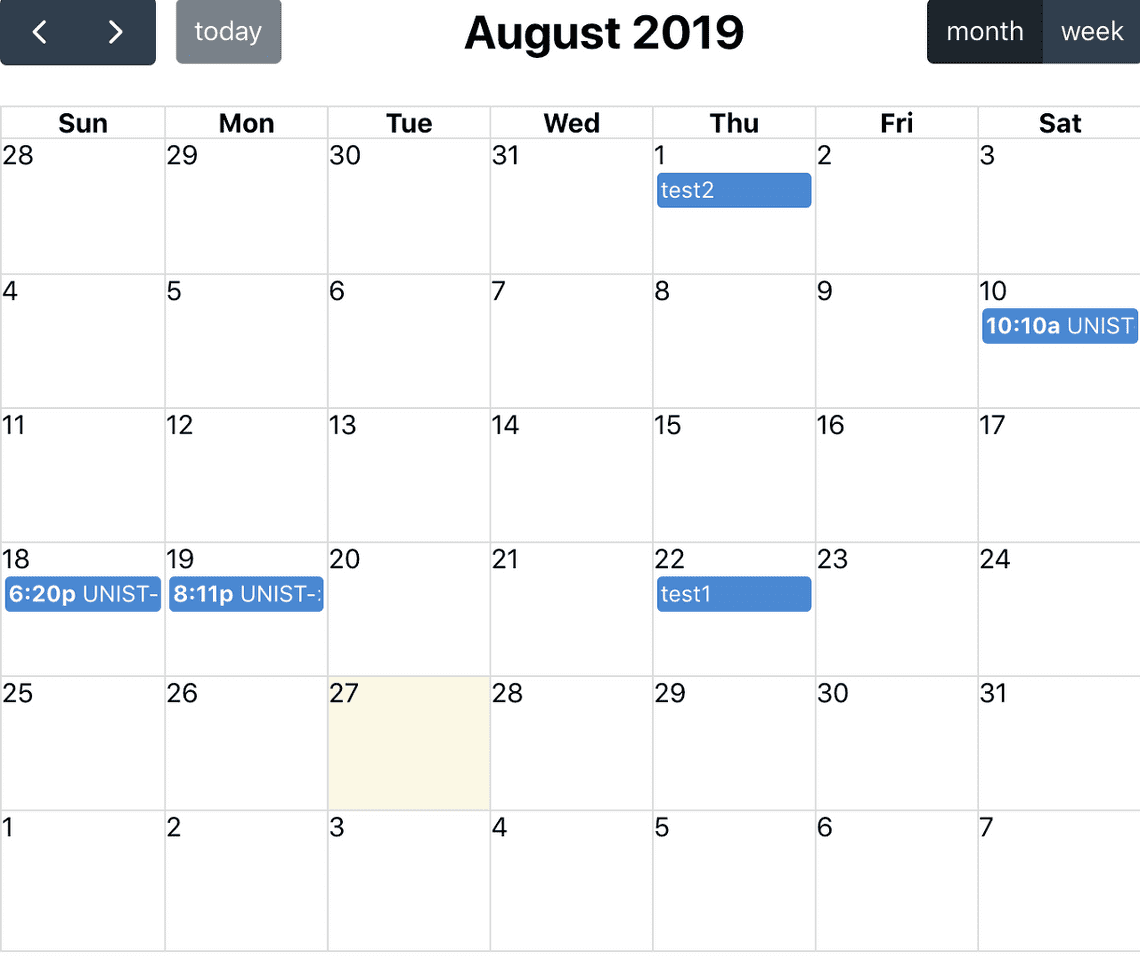 today August 2019 month week
Sun Mon Tue Wed Thu Fri Sat
28 29 30 31 1 2 3
test2
4 5 6 7 8 9 10
10:10a UNIST
11 12 13 14 15 16 17
18 19 20 21 22 23 24
6:20p UNIST- 8:11p UNIST-: test1
25 26 27 28 29 30 31
1 2 3 4 5 6 7